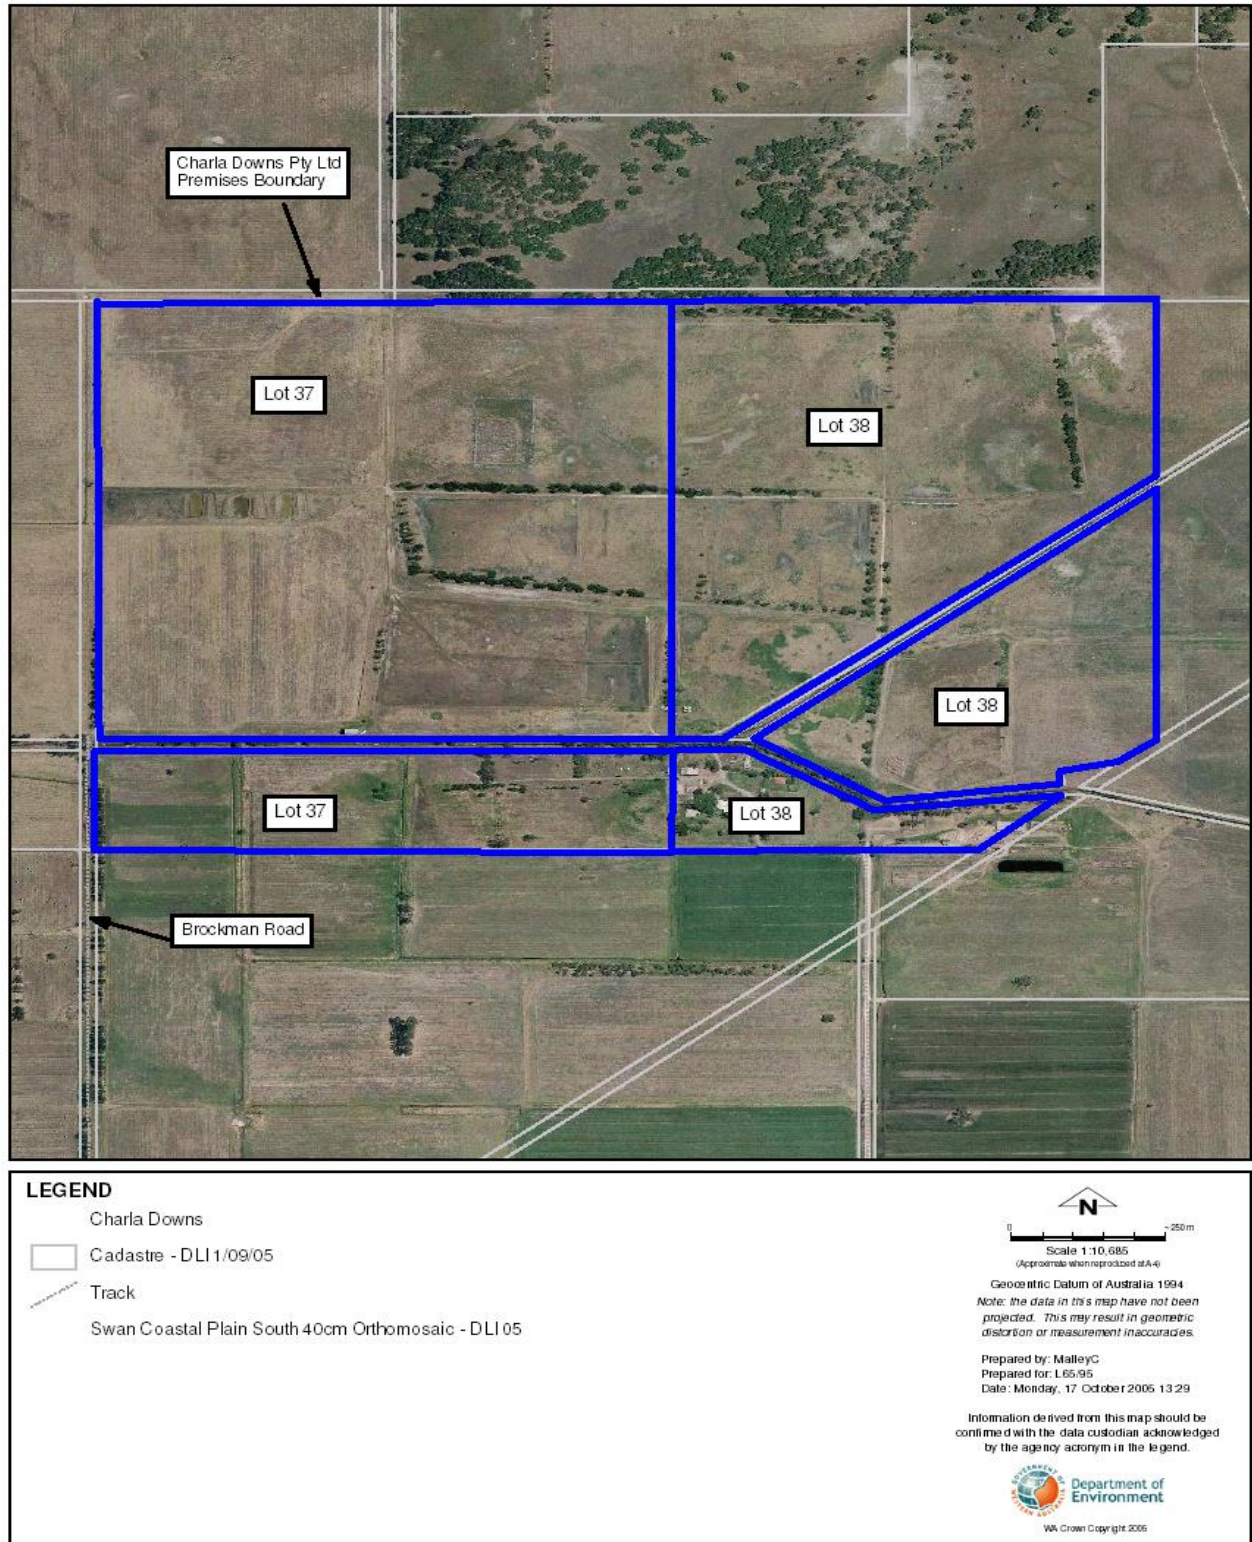 Charla Downs Pty Ltd
Premises Boundary
Lot 37
Lot 38
Lot 38
Lot 37
Lot 38
Brockman Road
LEGEND
Charla Downs
Cadastre - DLI 1/09/05
Track
Swan Coastal Plain South 40cm Orthomosaic - DLI 05
N
0 ~250m
Scale 1:10,685
(Approximate when reproduced at A4)
Geocentric Datum of Australia 1994
Note: the data in this map have not been
projected. This may result in geometric
distortion or measurement inaccuracies.
Prepared by: MalleyC
Prepared for: L65/95
Date: Monday, 17 October 2005 13:29
Information derived from this map should be
confirmed with the data custodian acknowledged
by the agency acronym in the legend.
GOVERNMENT OF
WESTERN AUSTRALIA
Department of
Environment
WA Crown Copyright 2005